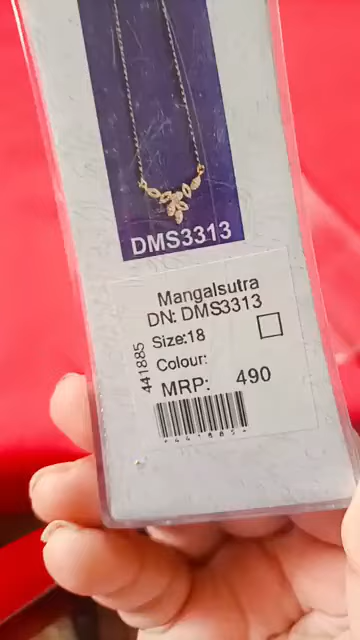 DMS3313
Mangalsutra
DN: DMS3313
Size:18
Colour:
MRP: 490
441885